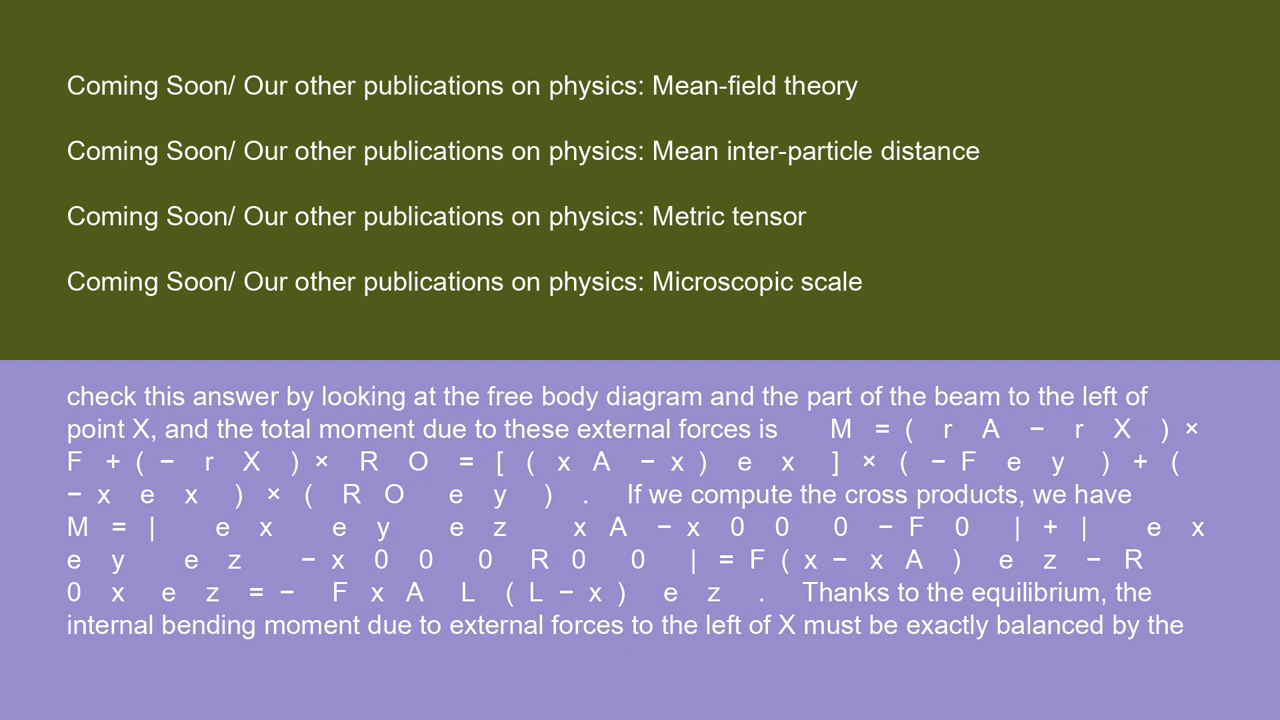 Coming Soon/ Our other publications on physics: Mean-field theory
Coming Soon/ Our other publications on physics: Mean inter-particle distance
Coming Soon/ Our other publications on physics: Metric tensor
Coming Soon/ Our other publications on physics: Microscopic scale
check this answer by looking at the free body diagram and the part of the beam to the left of
point X, and the total moment due to these external forces is M = ( r A − r X ) ×
F + ( − r X ) × R O = [ ( x A − x ) e x ] × ( − F e y ) + (
− x e x ) × ( R O e y ) . If we compute the cross products, we have
M = | e x e y e z x A − x 0 0 0 − F 0 | + | e x
e y e z − x 0 0 0 R 0 0 | = F ( x − x A ) e z − R
0 x e z = − F x A L ( L − x ) e z . Thanks to the equilibrium, the
internal bending moment due to external forces to the left of X must be exactly balanced by the